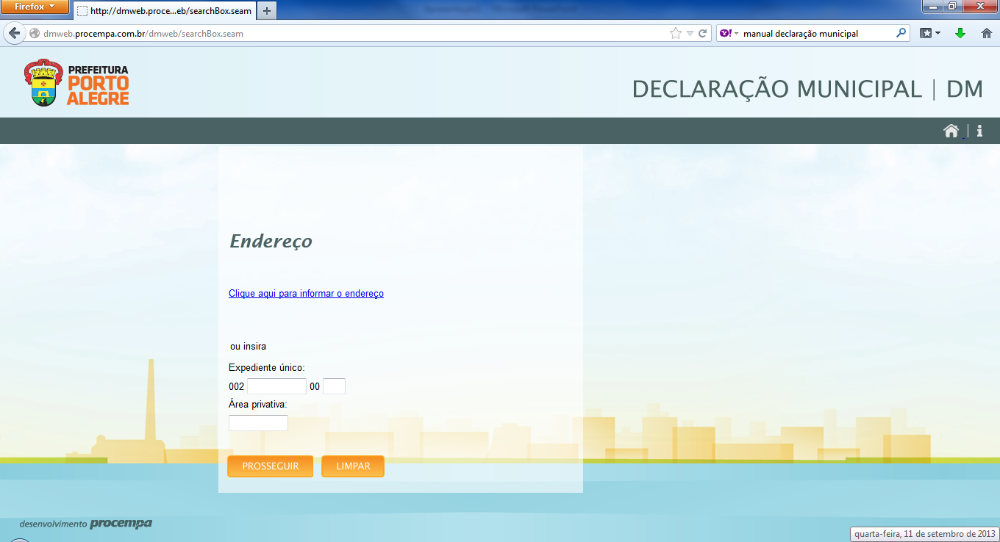 Firefox
http://dmweb.proce...eb/searchBox.seam
dmweb.procempa.com.br/dmweb/searchBox.seam
manual declaração municipal
PREFEITURA
PORTO
ALEGRE
DECLARAÇÃO MUNICIPAL | DM
Endereço
Clique aqui para informar o endereço
ou insira
Expediente único:
002 00
Área privativa:
PROSSEGUIR LIMPAR
desenvolvimento procempa
quarta-feira, 11 de setembro de 2013